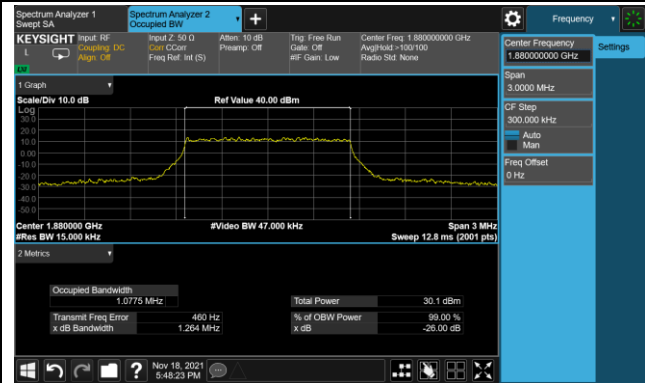 Spectrum Analyzer 1
Swept SA
Spectrum Analyzer 2
Occupied BW
+
Frequency
KEYSIGHT
L
Input: RF
Coupling: DC
Align: Off
Input Z: 50 Ω
Corr CCorr
Freq Ref: Int (S)
Atten: 10 dB
Preamp: Off
Trig: Free Run
Gate: Off
#IF Gain: Low
Center Freq: 1.880000000 GHz
Avg|Hold:>100/100
Radio Std: None
Center Frequency
1.880000000 GHz
Settings
Span
3.0000 MHz
CF Step
300.000 kHz
Auto
Man
Freq Offset
0 Hz
1 Graph
Scale/Div 10.0 dB
Ref Value 40.00 dBm
Log
30.0
20.0
10.0
0.00
-10.0
-20.0
-30.0
-40.0
-50.0
Center 1.880000 GHz
#Video BW 47.000 kHz
Span 3 MHz
#Res BW 15.000 kHz
Sweep 12.8 ms (2001 pts)
2 Metrics
Occupied Bandwidth
1.0775 MHz
Total Power
30.1 dBm
Transmit Freq Error
460 Hz
% of OBW Power
99.00 %
x dB Bandwidth
1.264 MHz
x dB
-26.00 dB
?
Nov 18, 2021
5:48:23 PM